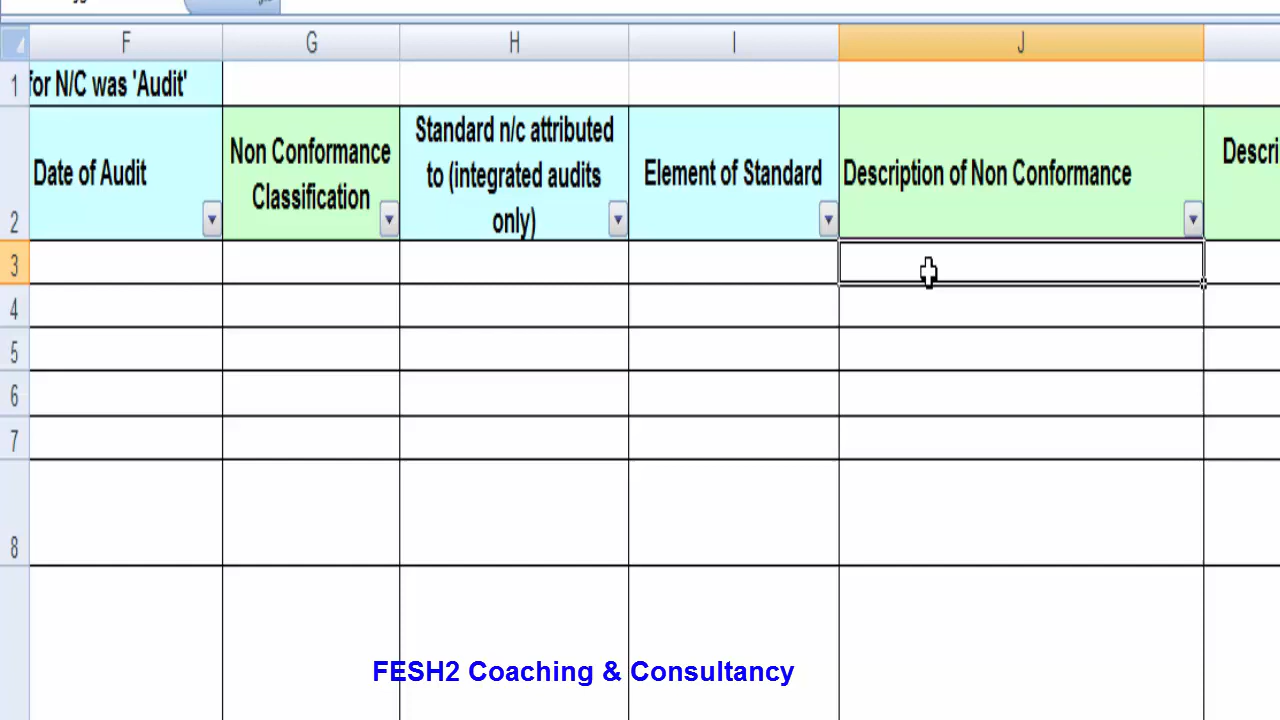 F G H I J
1 for N/C was 'Audit'
Standard n/c attributed
Non Conformance
to (integrated audits
Date of Audit
Element of Standard
Description of Non Conformance
Descri
Classification
only)
2
3
4
5
6
7
8
FESH2 Coaching & Consultancy